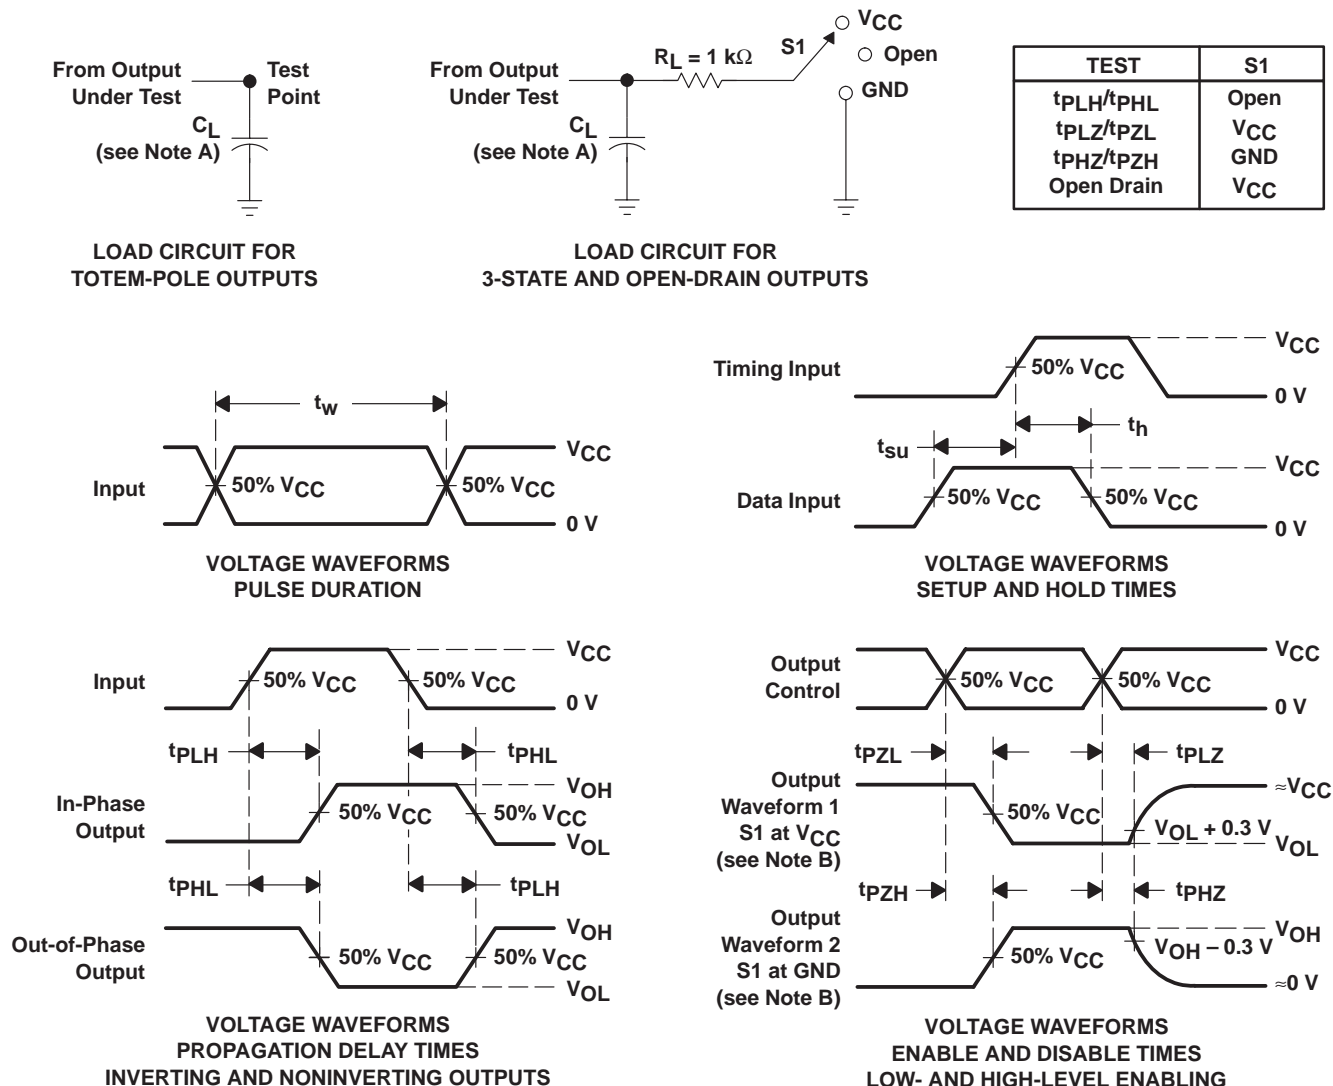 From Output
Under Test
Test
Point
CL
(see Note A)
LOAD CIRCUIT FOR
TOTEM-POLE OUTPUTS
From Output
Under Test
RL = 1 kΩ
S1
VCC
Open
GND
CL
(see Note A)
LOAD CIRCUIT FOR
3-STATE AND OPEN-DRAIN OUTPUTS
TEST S1
tPLH/tPHL Open
tPLZ/tPZL VCC
tPHZ/tPZH GND
Open Drain VCC
tw
Input
50% VCC
50% VCC
VCC
0 V
VOLTAGE WAVEFORMS
PULSE DURATION
Timing Input
50% VCC
VCC
0 V
tsu
th
Data Input
50% VCC
50% VCC
VCC
0 V
VOLTAGE WAVEFORMS
SETUP AND HOLD TIMES
Input
50% VCC
50% VCC
VCC
0 V
tPLH
tPHL
In-Phase
Output
50% VCC
50% VCC
VOH
VOL
tPHL
tPLH
Out-of-Phase
Output
50% VCC
50% VCC
VOH
VOL
VOLTAGE WAVEFORMS
PROPAGATION DELAY TIMES
INVERTING AND NONINVERTING OUTPUTS
Output
Control
50% VCC
50% VCC
VCC
0 V
tPZL
tPLZ
Output
Waveform 1
S1 at VCC
(see Note B)
50% VCC
VOL + 0.3 V
≈VCC
VOL
tPZH
tPHZ
Output
Waveform 2
S1 at GND
(see Note B)
50% VCC
VOH − 0.3 V
VOH
≈0 V
VOLTAGE WAVEFORMS
ENABLE AND DISABLE TIMES
LOW- AND HIGH-LEVEL ENABLING